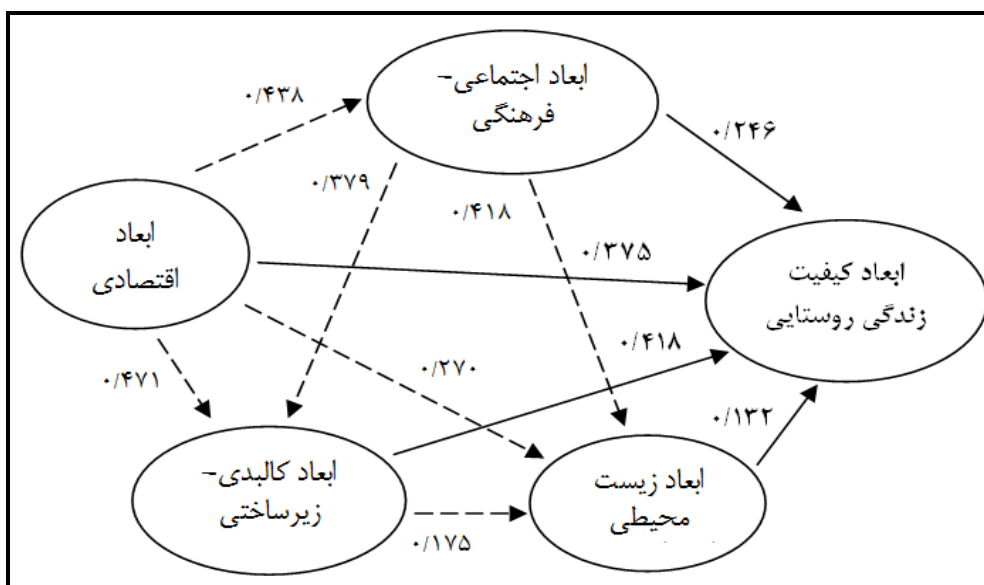 ابعاد اجتماعی–
فرهنگی
۰/۴۳۸
۰/۲۴۶
۰/۳۷۹
۰/۴۱۸
ابعاد
اقتصادی
۰/۳۷۵
ابعاد کیفیت
زندگی روستایی
۰/۴۷۱
۰/۲۷۰
۰/۴۱۸
۰/۱۳۲
ابعاد کالبدی–
زیرساختی
ابعاد زیست
محیطی
۰/۱۷۵